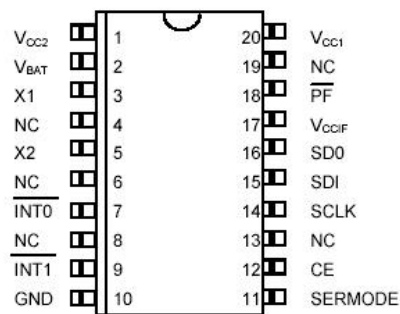 VCC2 1 20 VCC1
VBAT 2 19 NC
X1 3 18 PF
NC 4 17 VCCIF
X2 5 16 SD0
NC 6 15 SDI
INT0 7 14 SCLK
NC 8 13 NC
INT1 9 12 CE
GND 10 11 SERMODE